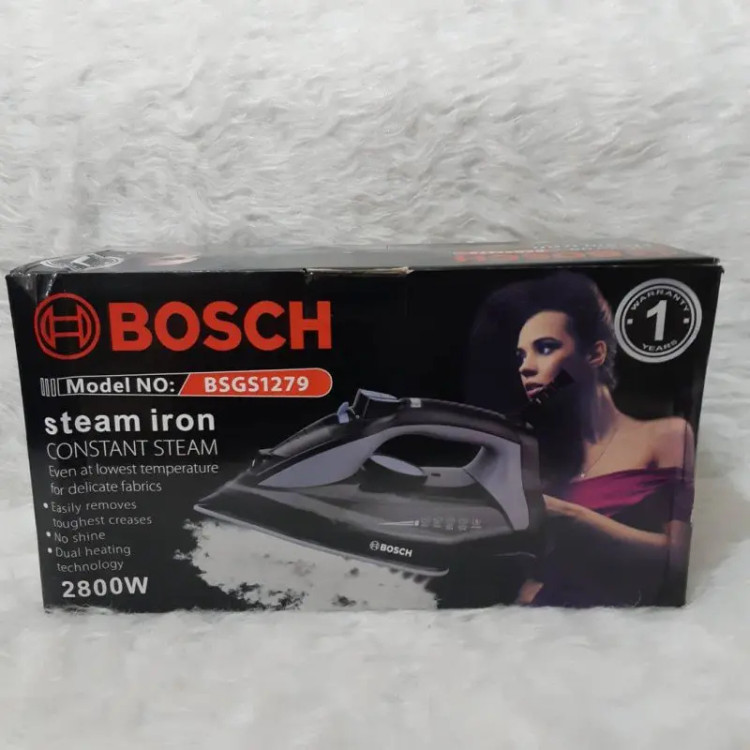 BOSCH
WARRANTY
1
YEARS
Model NO: BSGS1279
steam iron
CONSTANT STEAM
Even at lowest temperature
for delicate fabrics
• Easily removes
toughest creases
• No shine
• Dual heating
technology
2800W
BOSCH